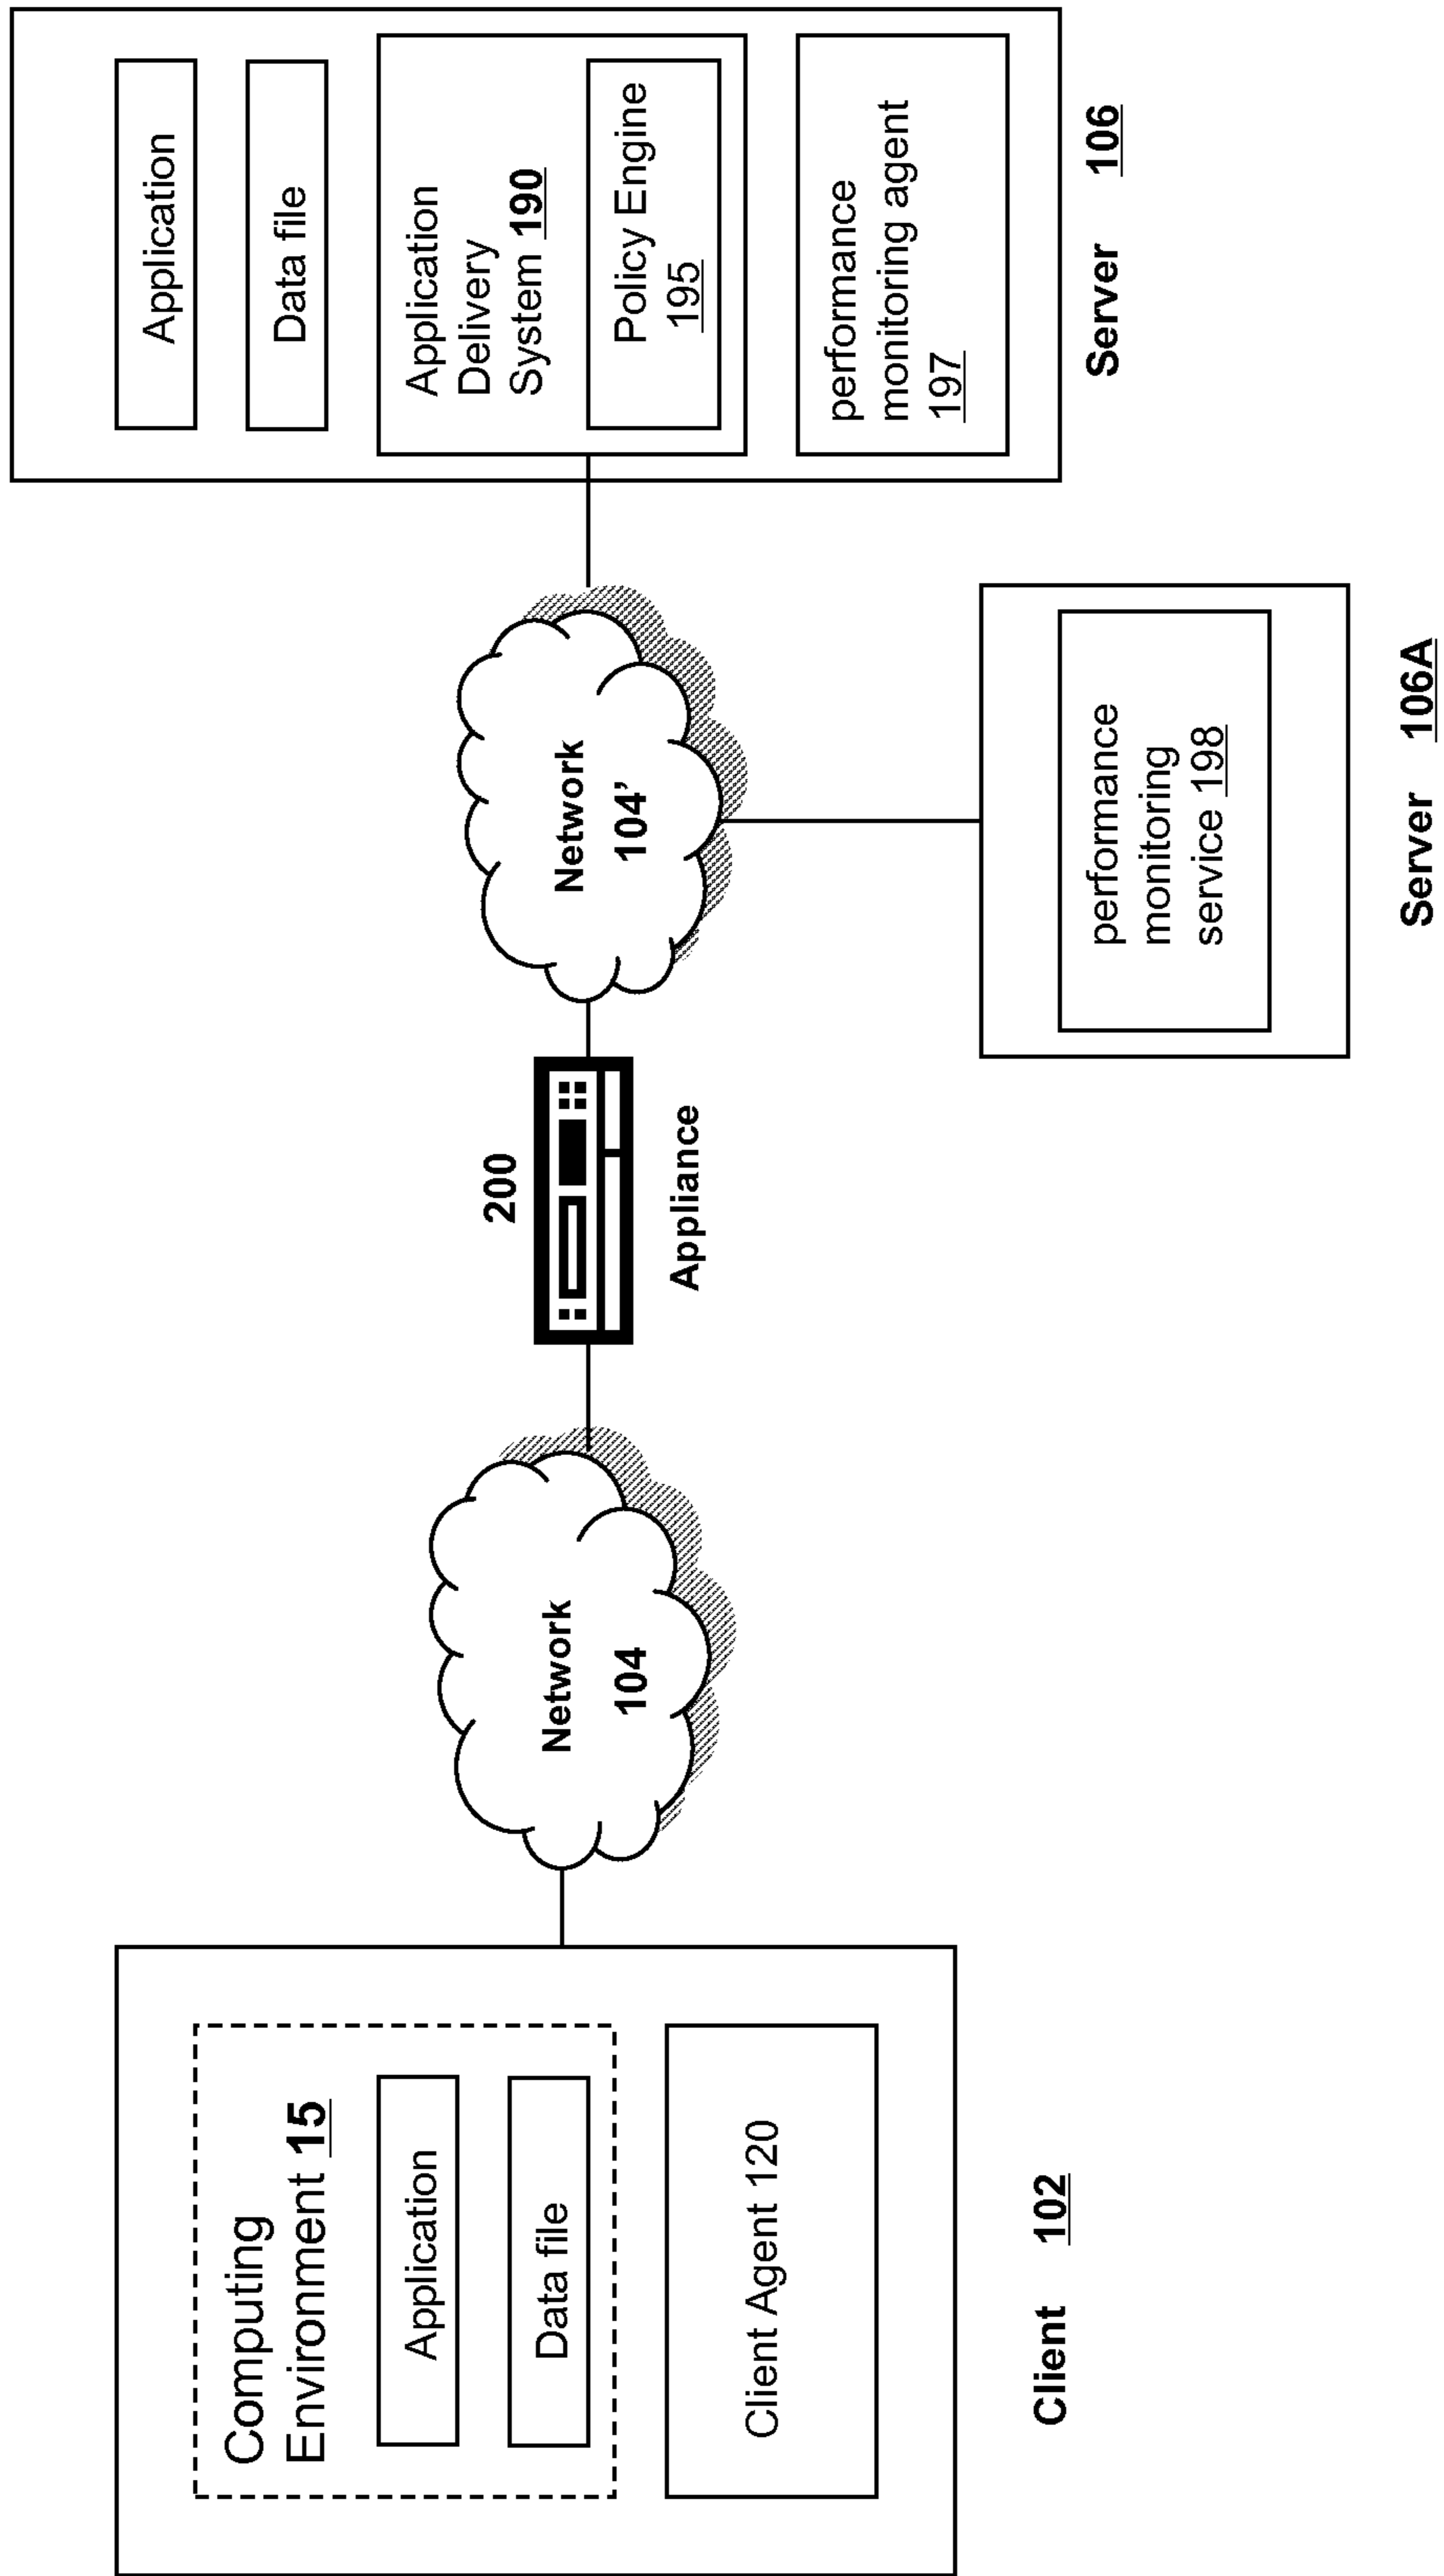 Computing
Environment 15
Application
Data file
Client Agent 120
Client 102
Network
104
200
Appliance
Network
104’
performance
monitoring
service 198
Server 106A
Application
Data file
Application
Delivery
System 190
Policy Engine
195
performance
monitoring agent
197
Server 106